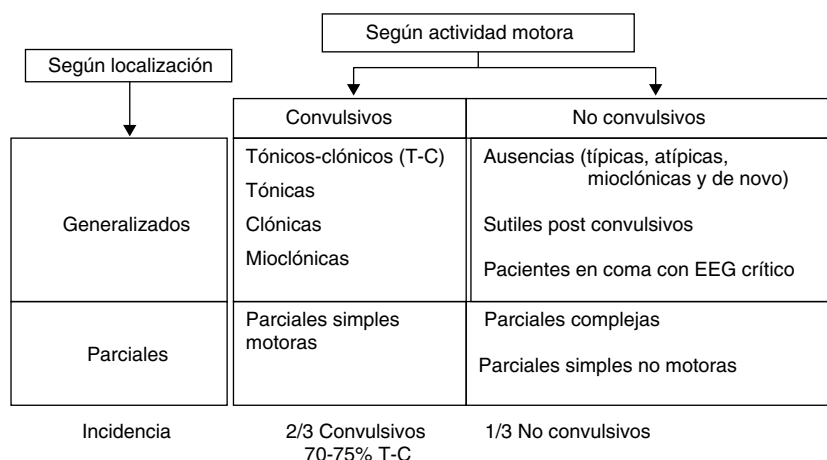 Según actividad motora
Según localización
Convulsivos
No convulsivos
Generalizados
Tónicos-clónicos (T-C)
Tónicas
Clónicas
Mioclónicas
Ausencias (típicas, atípicas,
mioclónicas y de novo)
Sutiles post convulsivos
Pacientes en coma con EEG crítico
Parciales
Parciales simples
motoras
Parciales complejas
Parciales simples no motoras
Incidencia
2/3 Convulsivos
70-75% T-C
1/3 No convulsivos